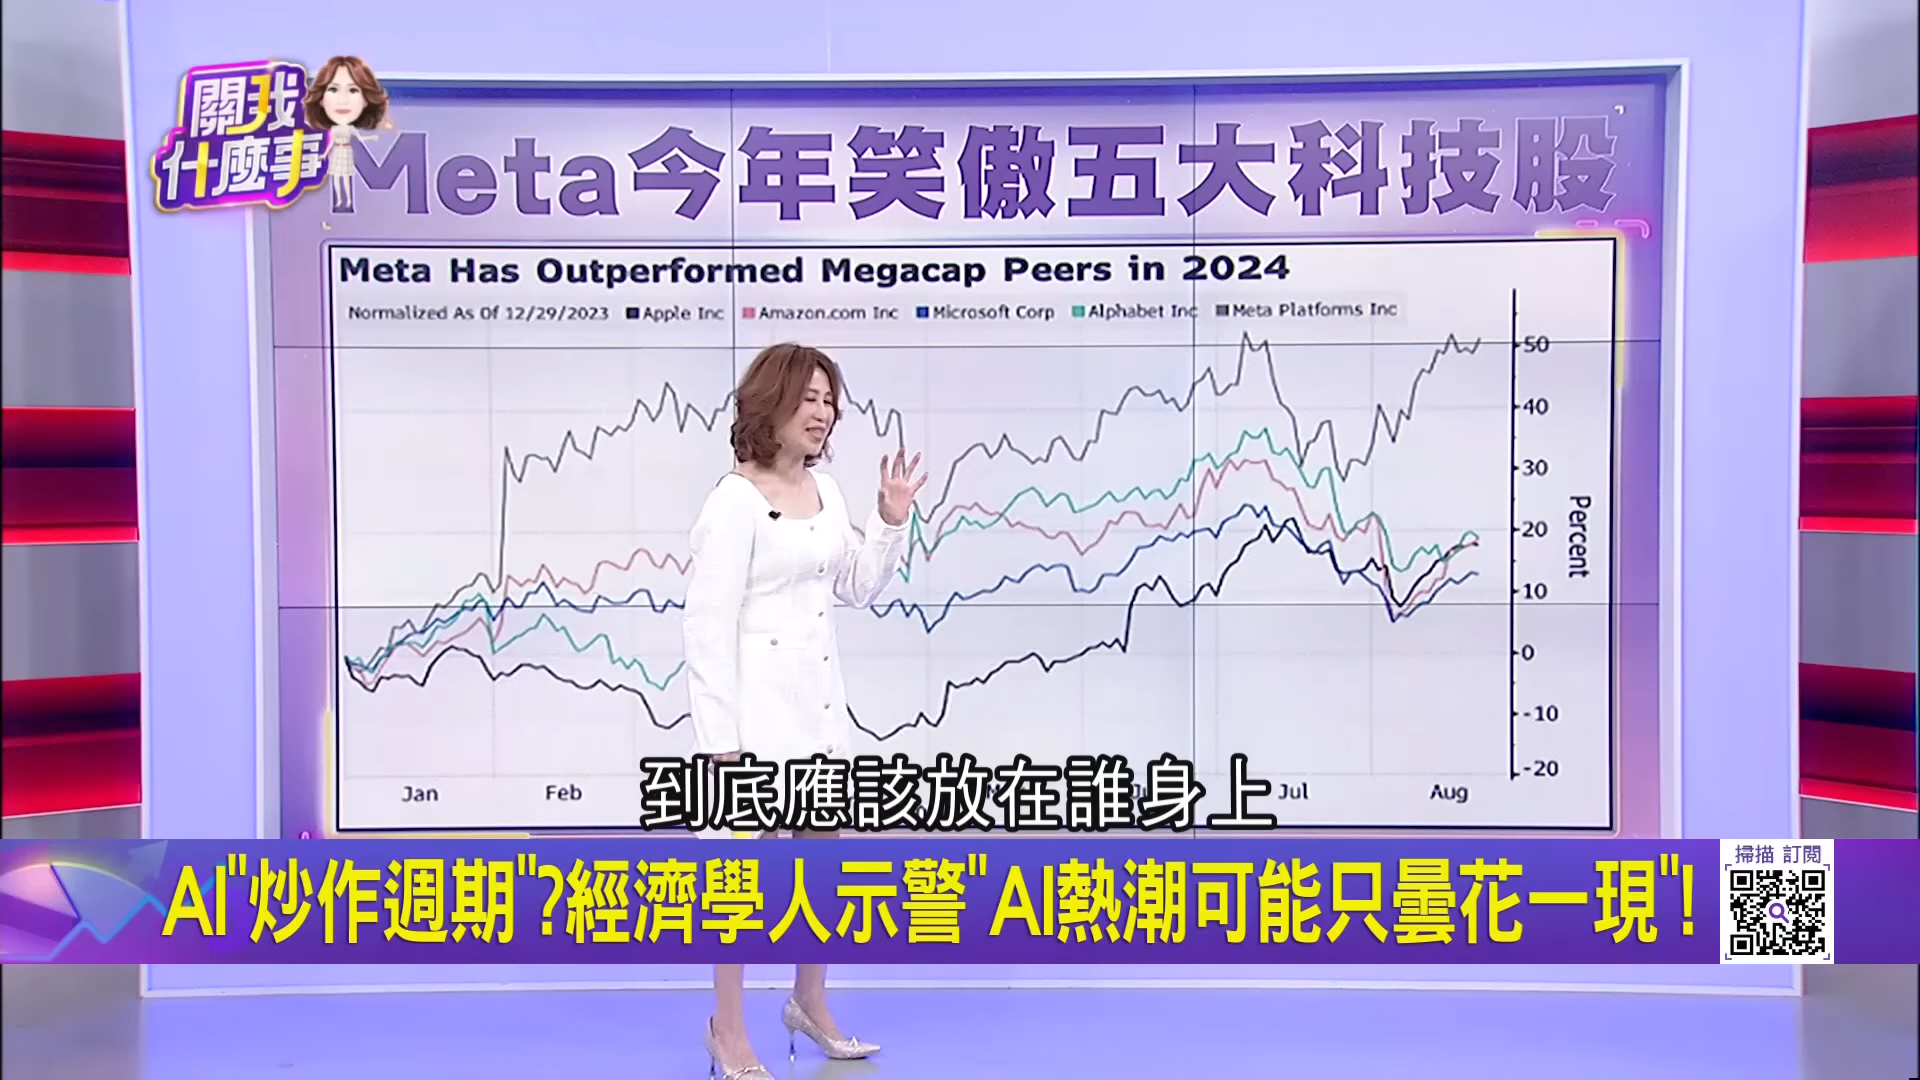 關我
什麼事
Meta今年笑傲五大科技股
Meta Has Outperformed Megacap Peers in 2024
Normalized As Of 12/29/2023 Apple Inc Amazon.com Inc Microsoft Corp Alphabet Inc Meta Platforms Inc
50
40
30
20
10
0
-10
-20
Percent
Jan Feb Jul Aug
到底應該放在誰身上
AI"炒作週期"?經濟學人示警"AI熱潮可能只曇花一現"!
掃描 訂閱